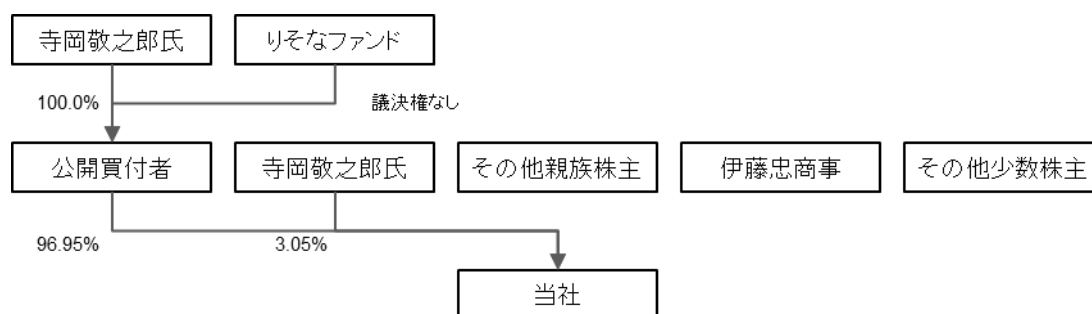 寺岡敬之郎氏
りそなファンド
100.0%
議決権なし
公開買付者
寺岡敬之郎氏
その他親族株主
伊藤忠商事
その他少数株主
96.95%
3.05%
当社